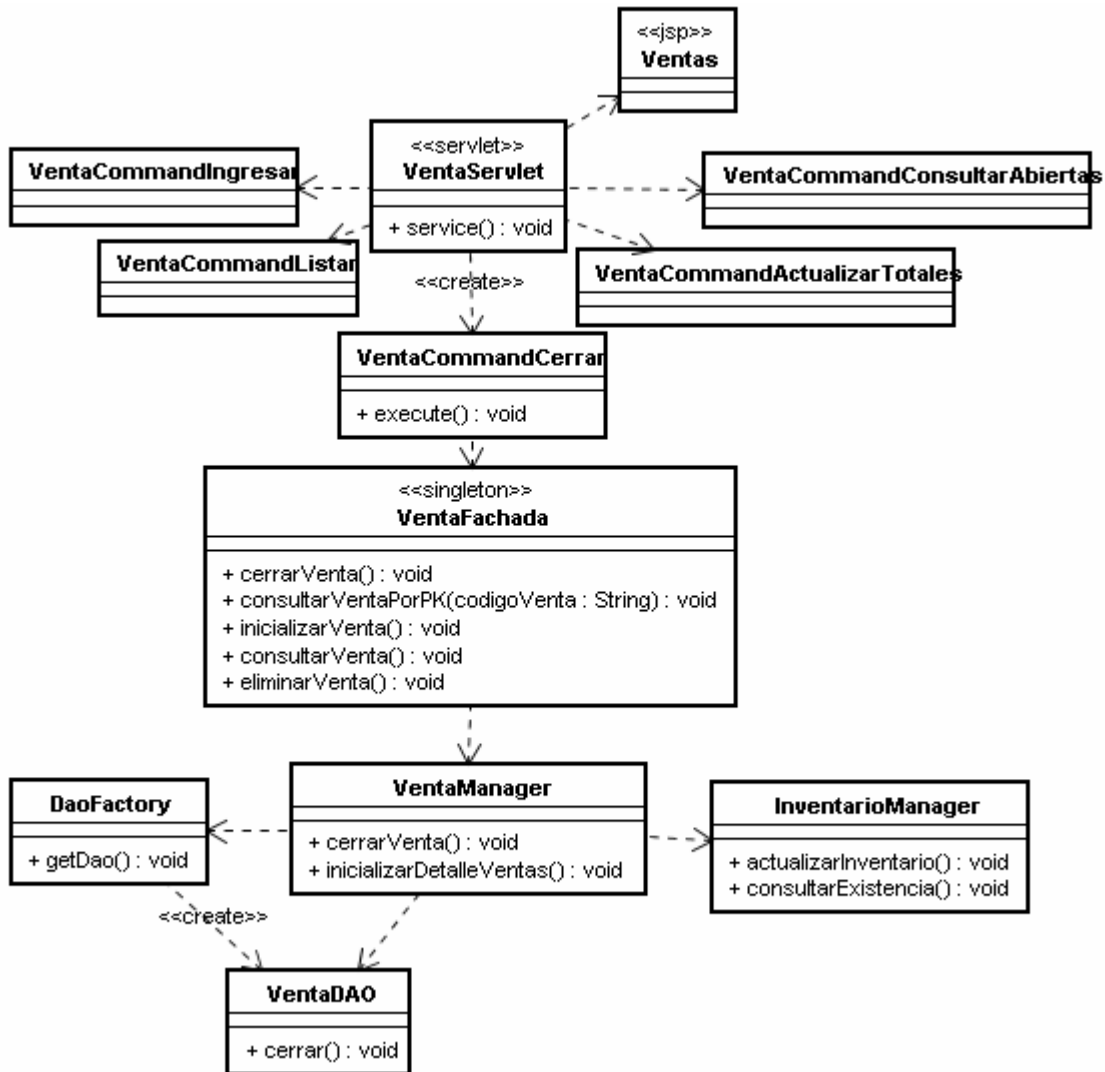 <<jsp>>
Ventas
<<servlet>>
VentaServlet
+ service() : void
VentaCommandIngresar
VentaCommandConsultarAbiertas
VentaCommandListar
VentaCommandActualizarTotales
<<create>>
VentaCommandCerrar
+ execute() : void
<<singleton>>
VentaFachada
+ cerrarVenta() : void
+ consultarVentaPorPK(codigoVenta : String) : void
+ inicializarVenta() : void
+ consultarVenta() : void
+ eliminarVenta() : void
DaoFactory
+ getDao() : void
VentaManager
+ cerrarVenta() : void
+ inicializarDetalleVentas() : void
InventarioManager
+ actualizarInventario() : void
+ consultarExistencia() : void
<<create>>
VentaDAO
+ cerrar() : void